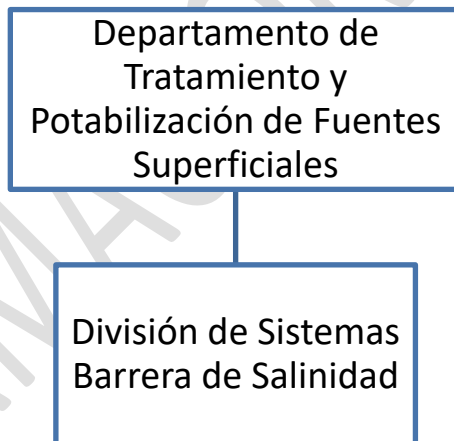 Departamento de
Tratamiento y
Potabilización de Fuentes
Superficiales
División de Sistemas
Barrera de Salinidad